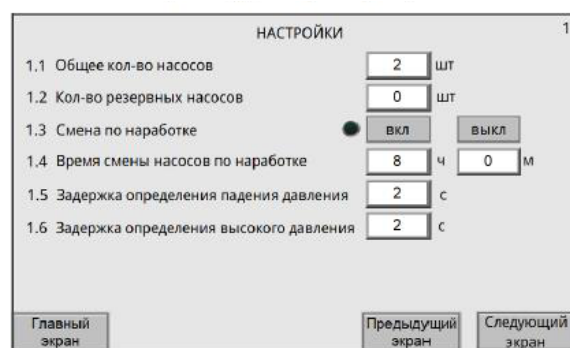 НАСТРОЙКИ 1
1.1 Общее кол-во насосов 2 шт
1.2 Кол-во резервных насосов 0 шт
1.3 Смена по наработке вкл выкл
1.4 Время смены насосов по наработке 8 ч 0 м
1.5 Задержка определения падения давления 2 с
1.6 Задержка определения высокого давления 2 с
Главный экран Предыдущий экран Следующий экран